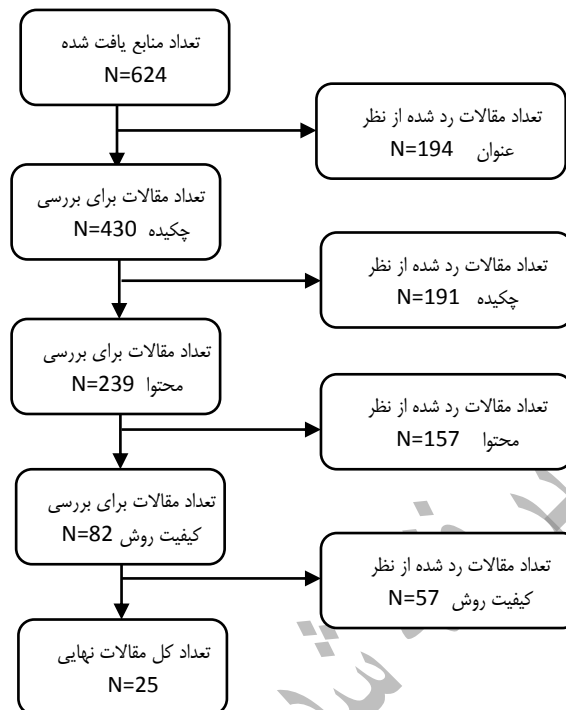 تعداد منابع یافت شده
N=624
تعداد مقالات رد شده از نظر
عنوان N=194
تعداد مقالات برای بررسی
چکیده N=430
تعداد مقالات رد شده از نظر
چکیده N=191
تعداد مقالات برای بررسی
محتوا N=239
تعداد مقالات رد شده از نظر
محتوا N=157
تعداد مقالات برای بررسی
کیفیت روش N=82
تعداد مقالات رد شده از نظر
کیفیت روش N=57
تعداد کل مقالات نهایی
N=25